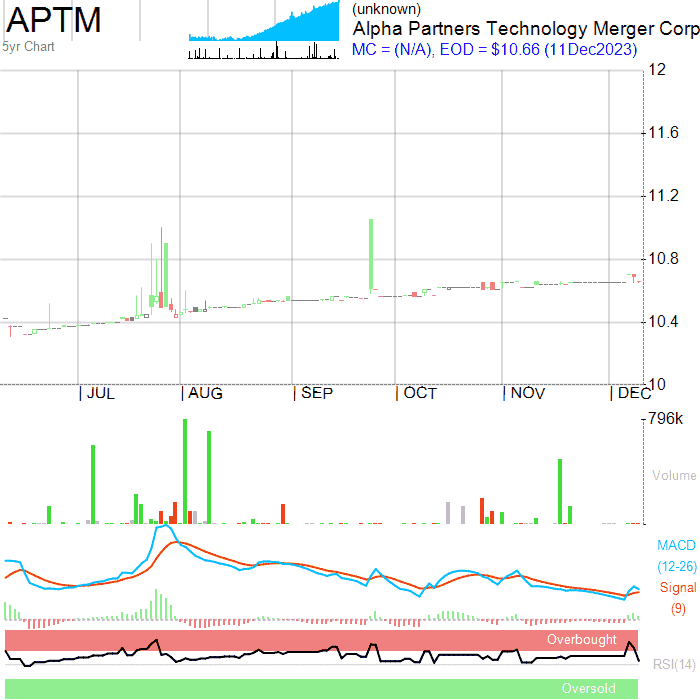 APTM
5yr Chart
(unknown)
Alpha Partners Technology Merger Corp
MC = (N/A), EOD = $10.66 (11Dec2023)
12
11.6
11.2
10.8
10.4
10
JUL AUG SEP OCT NOV DEC
796k
Volume
MACD
(12-26)
Signal
(9)
Overbought
RSI(14)
Oversold